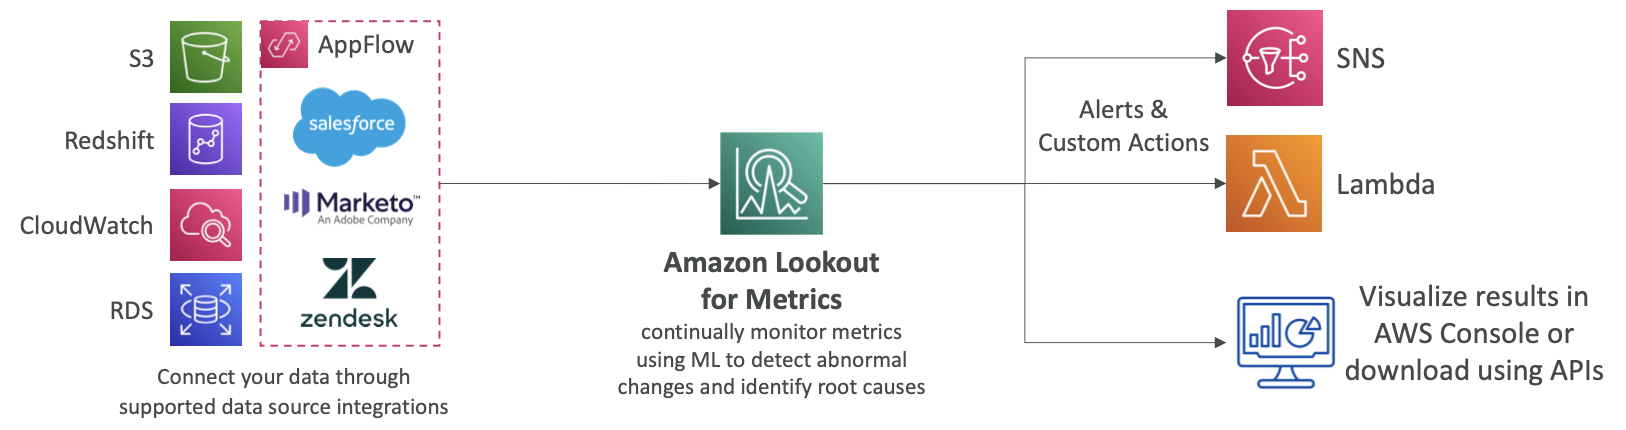 S3
Redshift
CloudWatch
RDS
AppFlow
salesforce
Marketo™
An Adobe Company
zendesk
Connect your data through
supported data source integrations
Amazon Lookout
for Metrics
continually monitor metrics
using ML to detect abnormal
changes and identify root causes
Alerts &
Custom Actions
SNS
Lambda
Visualize results in
AWS Console or
download using APIs